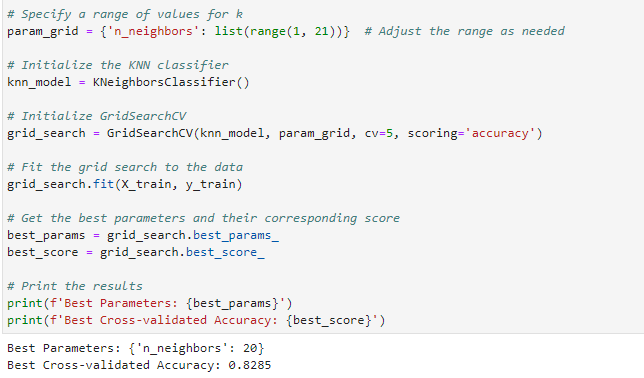 # Specify a range of values for k
param_grid = {'n_neighbors': list(range(1, 21))}  # Adjust the range as needed
# Initialize the KNN classifier
knn_model = KNeighborsClassifier()
# Initialize GridSearchCV
grid_search = GridSearchCV(knn_model, param_grid, cv=5, scoring='accuracy')
# Fit the grid search to the data
grid_search.fit(X_train, y_train)
# Get the best parameters and their corresponding score
best_params = grid_search.best_params_
best_score = grid_search.best_score_
# Print the results
print(f'Best Parameters: {best_params}')
print(f'Best Cross-validated Accuracy: {best_score}')
Best Parameters: {'n_neighbors': 20}
Best Cross-validated Accuracy: 0.8285